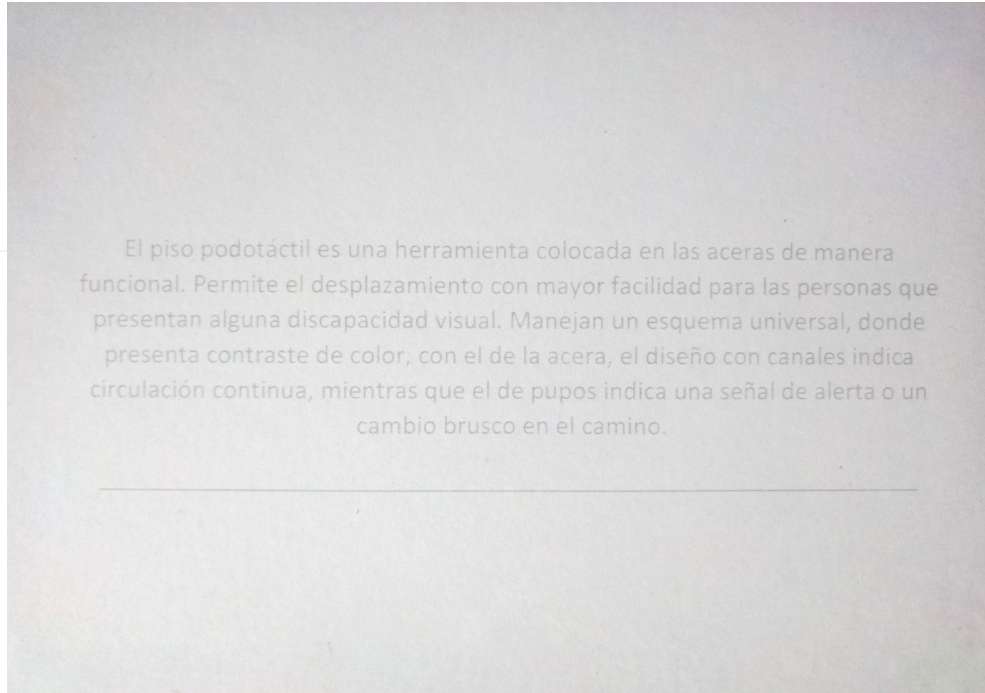 El piso podotáctil es una herramienta colocada en las aceras de manera
funcional. Permite el desplazamiento con mayor facilidad para las personas que
presentan alguna discapacidad visual. Manejan un esquema universal, donde
presenta contraste de color, con el de la acera, el diseño con canales indica
circulación continua, mientras que el de pupos indica una señal de alerta o un
cambio brusco en el camino.